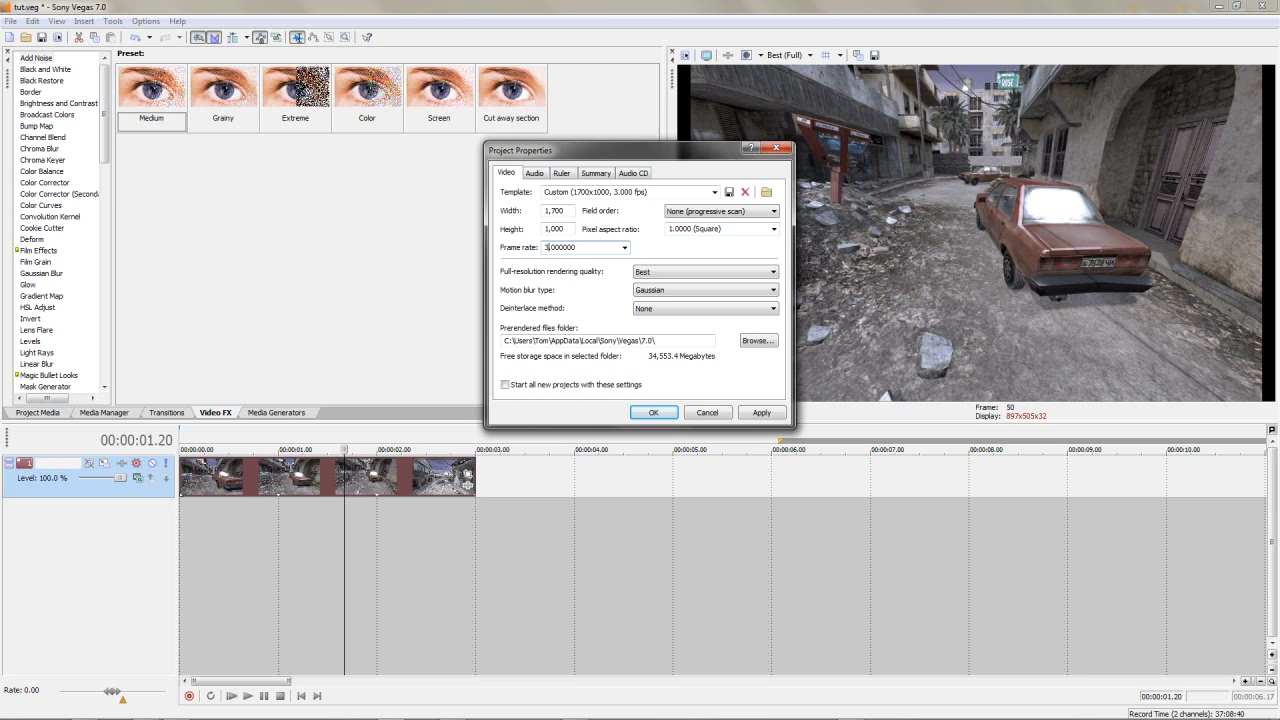 tut.veg * - Sony Vegas 7.0
File Edit View Insert Tools Options Help
Add Noise
Black and White
Black Restore
Border
Brightness and Contrast
Broadcast Colors
Bump Map
Channel Blend
Chroma Blur
Chroma Keyer
Color Balance
Color Corrector
Color Corrector (Second
Color Curves
Convolution Kernel
Cookie Cutter
Deform
Film Effects
Film Grain
Gaussian Blur
Glow
Gradient Map
HSL Adjust
Invert
Lens Flare
Levels
Light Rays
Linear Blur
Magic Bullet Looks
Mask Generator
Preset:
Medium Grainy Extreme Color Screen Cut away section
Best (Full)
ROSE
Project Properties
Video Audio Ruler Summary Audio CD
Template: Custom (1700x1000, 3.000 fps)
Width: 1,700 Field order: None (progressive scan)
Height: 1,000 Pixel aspect ratio: 1.0000 (Square)
Frame rate: 3.000000
Full-resolution rendering quality: Best
Motion blur type: Gaussian
Deinterlace method: None
Prerendered files folder:
C:\Users\Tom\AppData\Local\Sony\Vegas\7.0\ Browse...
Free storage space in selected folder: 34,553.4 Megabytes
Start all new projects with these settings
OK Cancel Apply
Frame: 50
Display: 897x505x32
Project Media Media Manager Transitions Video FX Media Generators
00:00:01.20
00:00:00.00 00:00:01.00 00:00:02.00 00:00:03.00 00:00:04.00 00:00:05.00 00:00:06.00 00:00:07.00 00:00:08.00 00:00:09.00 00:00:10.00
1
Level: 100.0 %
Rate: 0.00
00:00:01.20 00:00:06.17
Record Time (2 channels): 37:08:40